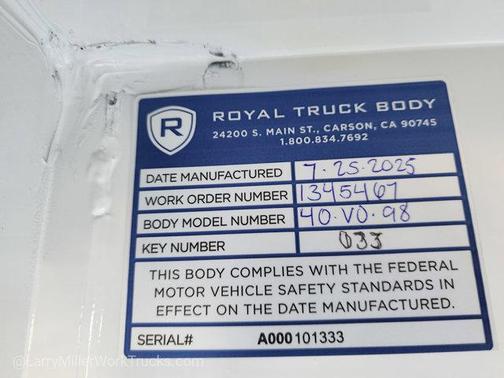 R
ROYAL TRUCK BODY
24200 S. MAIN ST., CARSON, CA 90745
1.800.834.7692
DATE MANUFACTURED 7·25·2025
WORK ORDER NUMBER 1345467
BODY MODEL NUMBER 40·VO·98
KEY NUMBER 033
THIS BODY COMPLIES WITH THE FEDERAL
MOTOR VEHICLE SAFETY STANDARDS IN
EFFECT ON THE DATE MANUFACTURED.
SERIAL# A000101333
@LarryMillerWorkTrucks.com